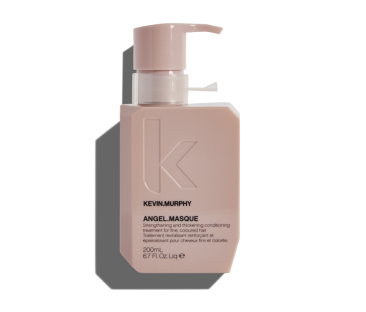 K
KEVIN.MURPHY
ANGEL.MASQUE
Strengthening and thickening conditioning
treatment for fine, coloured hair
Traitement revitalisant renforçant et
épaississant pour cheveux fins et colorés
200mL
6.7 Fl. Oz Liq ℮